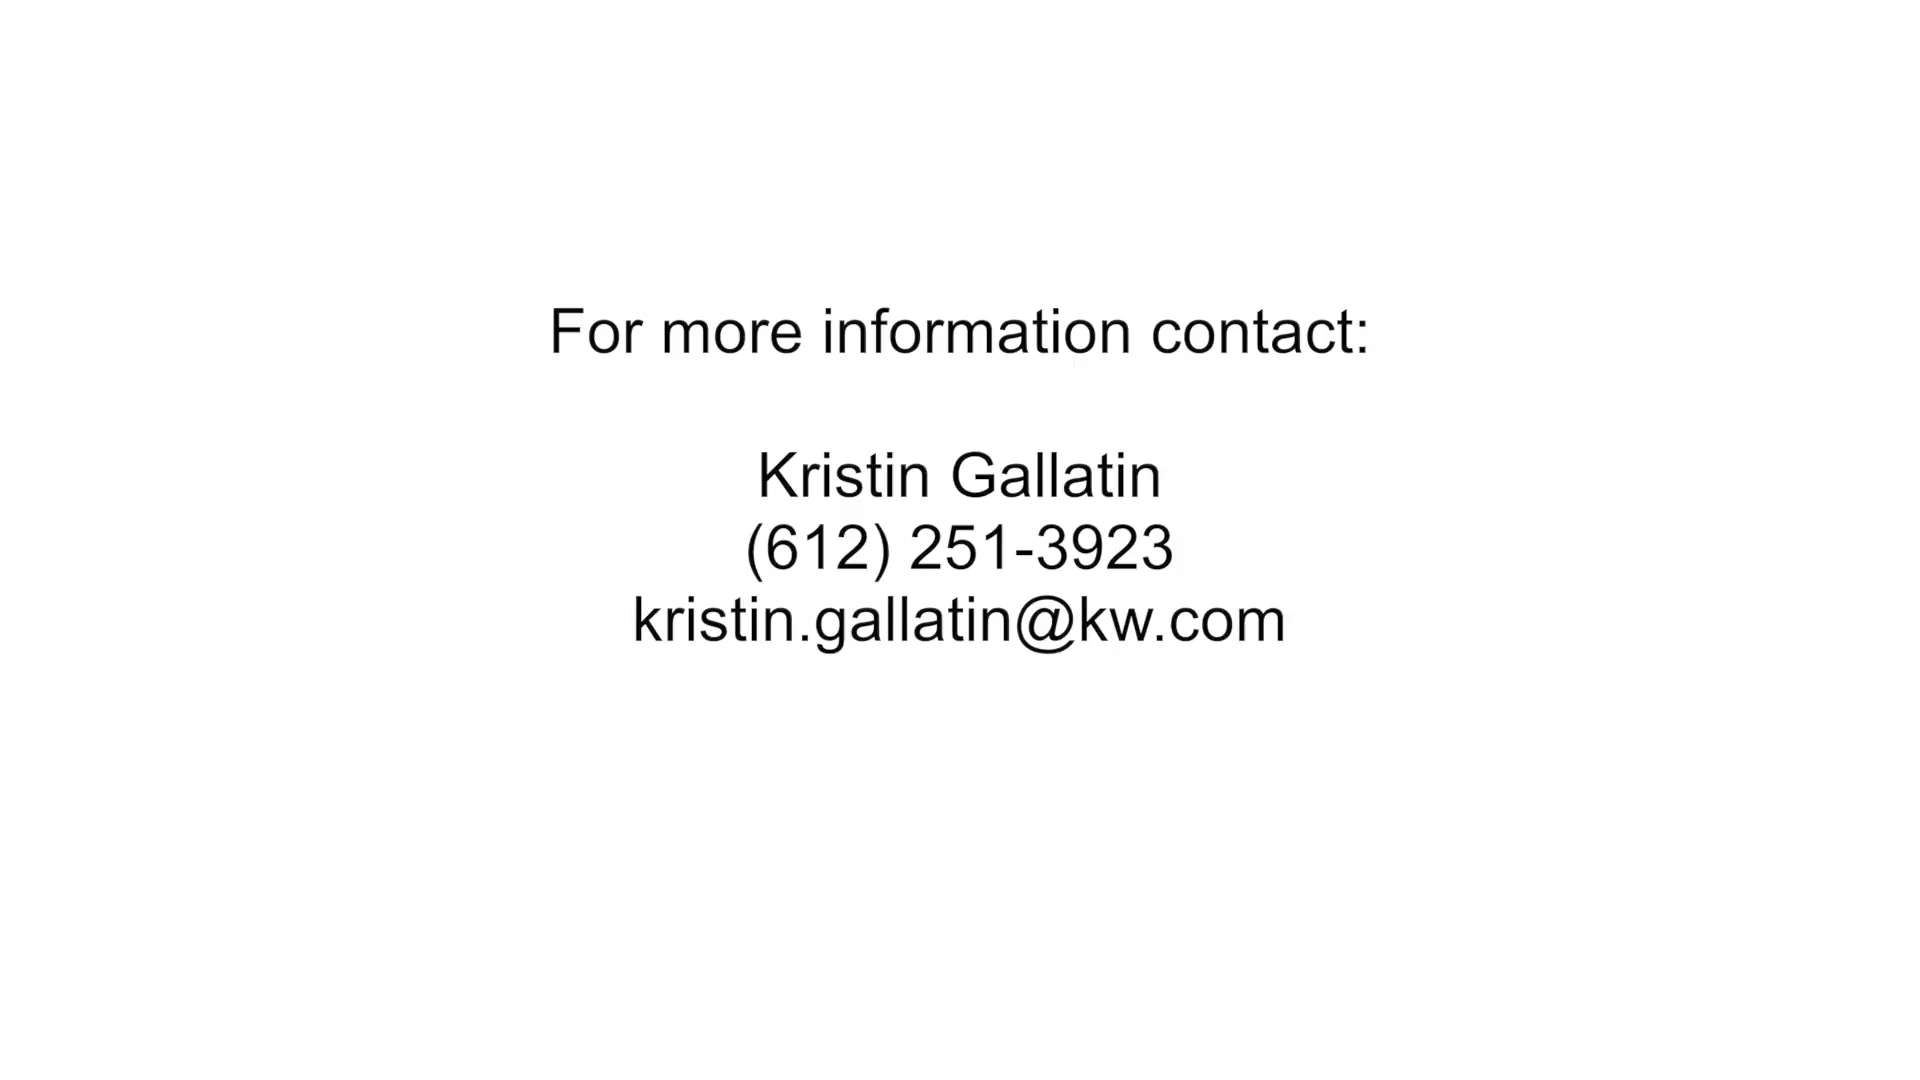 For more information contact:
Kristin Gallatin
(612) 251-3923
kristin.gallatin@kw.com